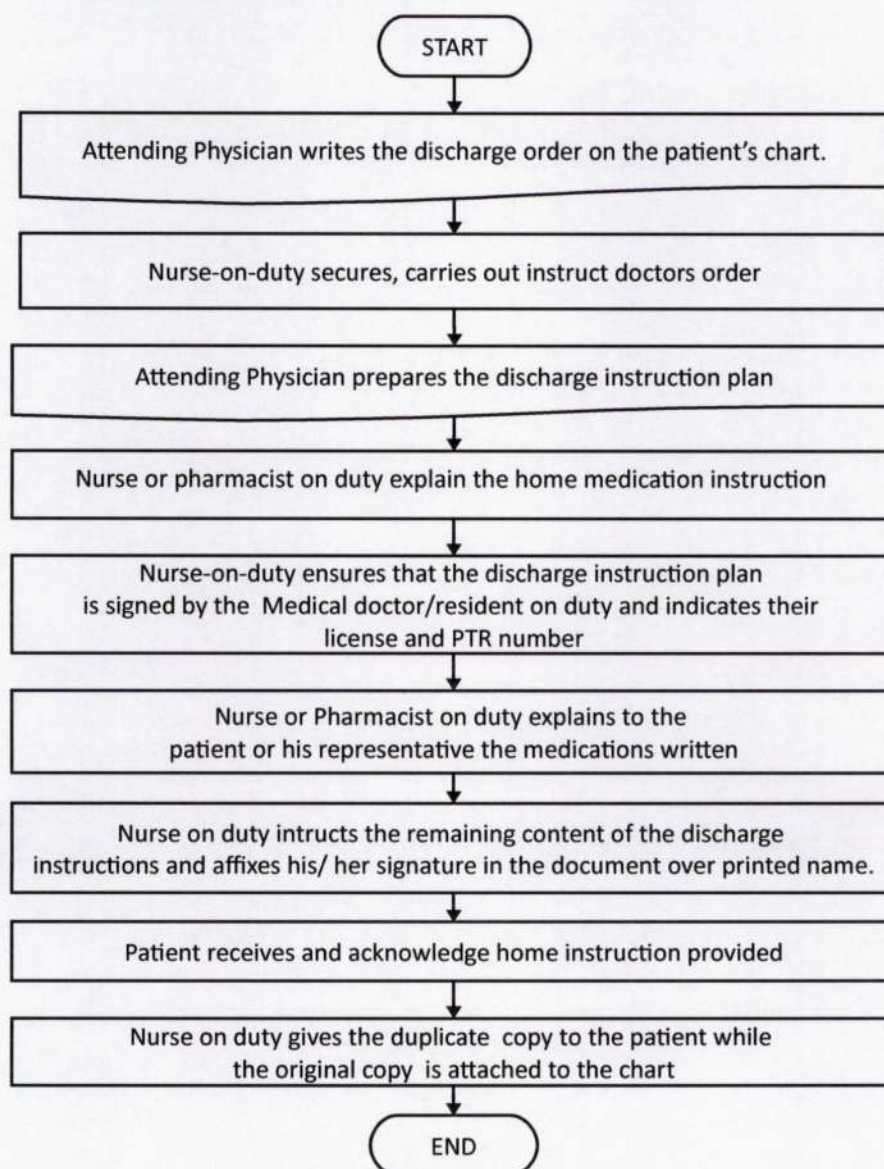 START
Attending Physician writes the discharge order on the patient's chart.
Nurse-on-duty secures, carries out instruct doctors order
Attending Physician prepares the discharge instruction plan
Nurse or pharmacist on duty explain the home medication instruction
Nurse-on-duty ensures that the discharge instruction plan
is signed by the Medical doctor/resident on duty and indicates their
license and PTR number
Nurse or Pharmacist on duty explains to the
patient or his representative the medications written
Nurse on duty intructs the remaining content of the discharge
instructions and affixes his/ her signature in the document over printed name.
Patient receives and acknowledge home instruction provided
Nurse on duty gives the duplicate copy to the patient while
the original copy is attached to the chart
END